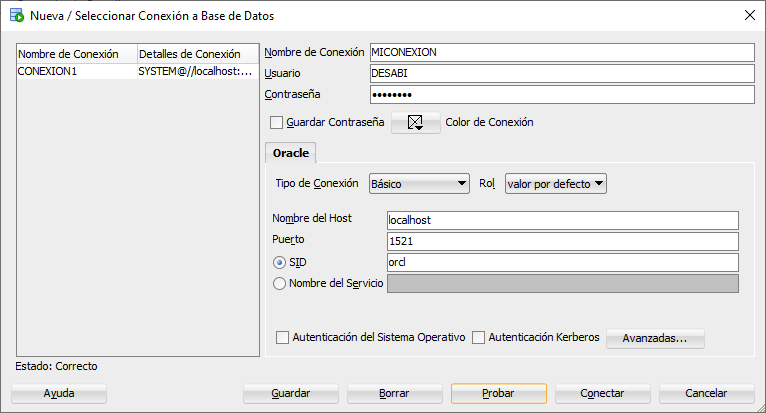 Nueva / Seleccionar Conexión a Base de Datos
Nombre de Conexión Detalles de Conexión
CONEXION1 SYSTEM@//localhost:...
Nombre de Conexión MICONEXION
Usuario DESABI
Contraseña ••••••••
Guardar Contraseña Color de Conexión
Oracle
Tipo de Conexión Básico Rol valor por defecto
Nombre del Host localhost
Puerto 1521
SID orcl
Nombre del Servicio
Autenticación del Sistema Operativo Autenticación Kerberos Avanzadas...
Estado: Correcto
Ayuda Guardar Borrar Probar Conectar Cancelar